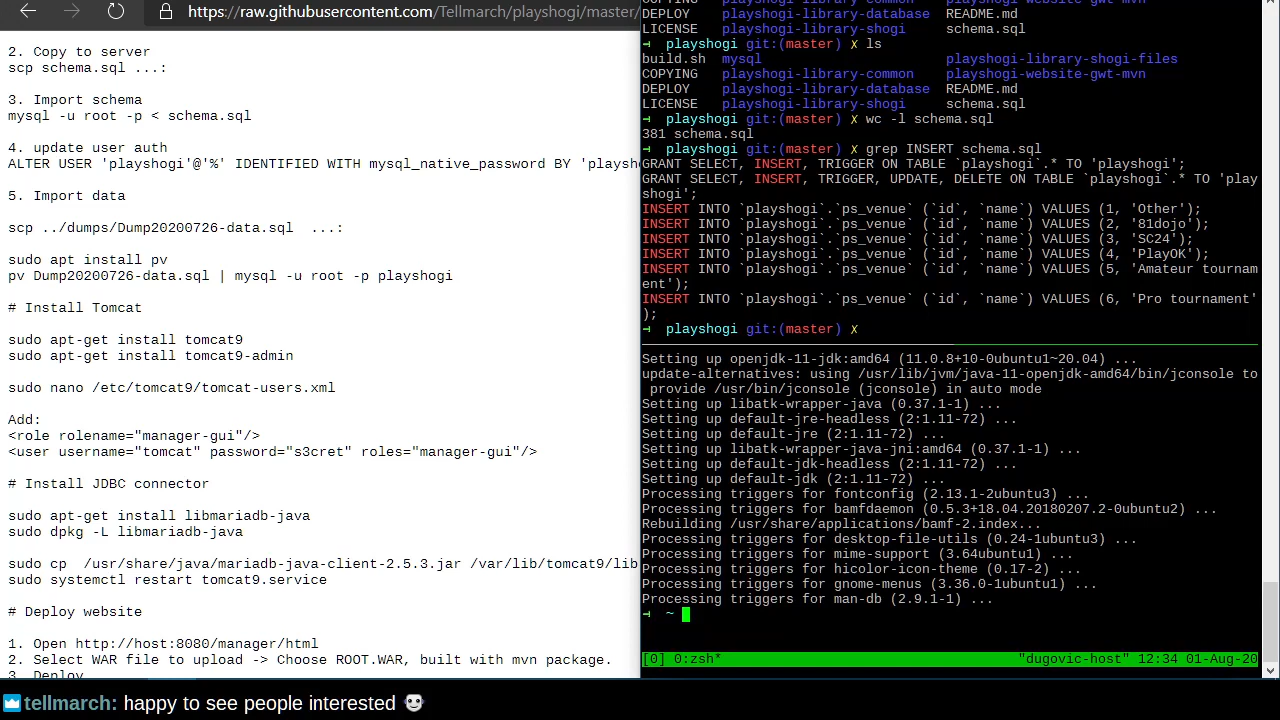 https://raw.githubusercontent.com/Tellmarch/playshogi/master/
2. Copy to server
scp schema.sql ...:
3. Import schema
mysql -u root -p < schema.sql
4. update user auth
ALTER USER 'playshogi'@'%' IDENTIFIED WITH mysql_native_password BY 'playsho
5. Import data
scp ../dumps/Dump20200726-data.sql  ...:
sudo apt install pv
pv Dump20200726-data.sql | mysql -u root -p playshogi
# Install Tomcat
sudo apt-get install tomcat9
sudo apt-get install tomcat9-admin
sudo nano /etc/tomcat9/tomcat-users.xml
Add:
<role rolename="manager-gui"/>
<user username="tomcat" password="s3cret" roles="manager-gui"/>
# Install JDBC connector
sudo apt-get install libmariadb-java
sudo dpkg -L libmariadb-java
sudo cp  /usr/share/java/mariadb-java-client-2.5.3.jar /var/lib/tomcat9/lib
sudo systemctl restart tomcat9.service
# Deploy website
1. Open http://host:8080/manager/html
2. Select WAR file to upload -> Choose ROOT.WAR, built with mvn package.
3. Deploy
COPYING   playshogi-library-common    playshogi-website-gwt-mvn
DEPLOY    playshogi-library-database  README.md
LICENSE   playshogi-library-shogi     schema.sql
→  playshogi git:(master) ✗ ls
build.sh  mysql                       playshogi-library-shogi-files
COPYING   playshogi-library-common    playshogi-website-gwt-mvn
DEPLOY    playshogi-library-database  README.md
LICENSE   playshogi-library-shogi     schema.sql
→  playshogi git:(master) ✗ wc -l schema.sql
381 schema.sql
→  playshogi git:(master) ✗ grep INSERT schema.sql
GRANT SELECT, INSERT, TRIGGER ON TABLE `playshogi`.* TO 'playshogi';
GRANT SELECT, INSERT, TRIGGER, UPDATE, DELETE ON TABLE `playshogi`.* TO 'play
shogi';
INSERT INTO `playshogi`.`ps_venue` (`id`, `name`) VALUES (1, 'Other');
INSERT INTO `playshogi`.`ps_venue` (`id`, `name`) VALUES (2, '81dojo');
INSERT INTO `playshogi`.`ps_venue` (`id`, `name`) VALUES (3, 'SC24');
INSERT INTO `playshogi`.`ps_venue` (`id`, `name`) VALUES (4, 'PlayOK');
INSERT INTO `playshogi`.`ps_venue` (`id`, `name`) VALUES (5, 'Amateur tournam
ent');
INSERT INTO `playshogi`.`ps_venue` (`id`, `name`) VALUES (6, 'Pro tournament'
);
→  playshogi git:(master) ✗
Setting up openjdk-11-jdk:amd64 (11.0.8+10-0ubuntu1~20.04) ...
update-alternatives: using /usr/lib/jvm/java-11-openjdk-amd64/bin/jconsole to
 provide /usr/bin/jconsole (jconsole) in auto mode
Setting up libatk-wrapper-java (0.37.1-1) ...
Setting up default-jre-headless (2:1.11-72) ...
Setting up default-jre (2:1.11-72) ...
Setting up libatk-wrapper-java-jni:amd64 (0.37.1-1) ...
Setting up default-jdk-headless (2:1.11-72) ...
Setting up default-jdk (2:1.11-72) ...
Processing triggers for fontconfig (2.13.1-2ubuntu3) ...
Processing triggers for bamfdaemon (0.5.3+18.04.20180207.2-0ubuntu2) ...
Rebuilding /usr/share/applications/bamf-2.index...
Processing triggers for desktop-file-utils (0.24-1ubuntu3) ...
Processing triggers for mime-support (3.64ubuntu1) ...
Processing triggers for hicolor-icon-theme (0.17-2) ...
Processing triggers for gnome-menus (3.36.0-1ubuntu1) ...
Processing triggers for man-db (2.9.1-1) ...
→  ~
[0] 0:zsh* "dugovic-host" 12:34 01-Aug-20
tellmarch: happy to see people interested